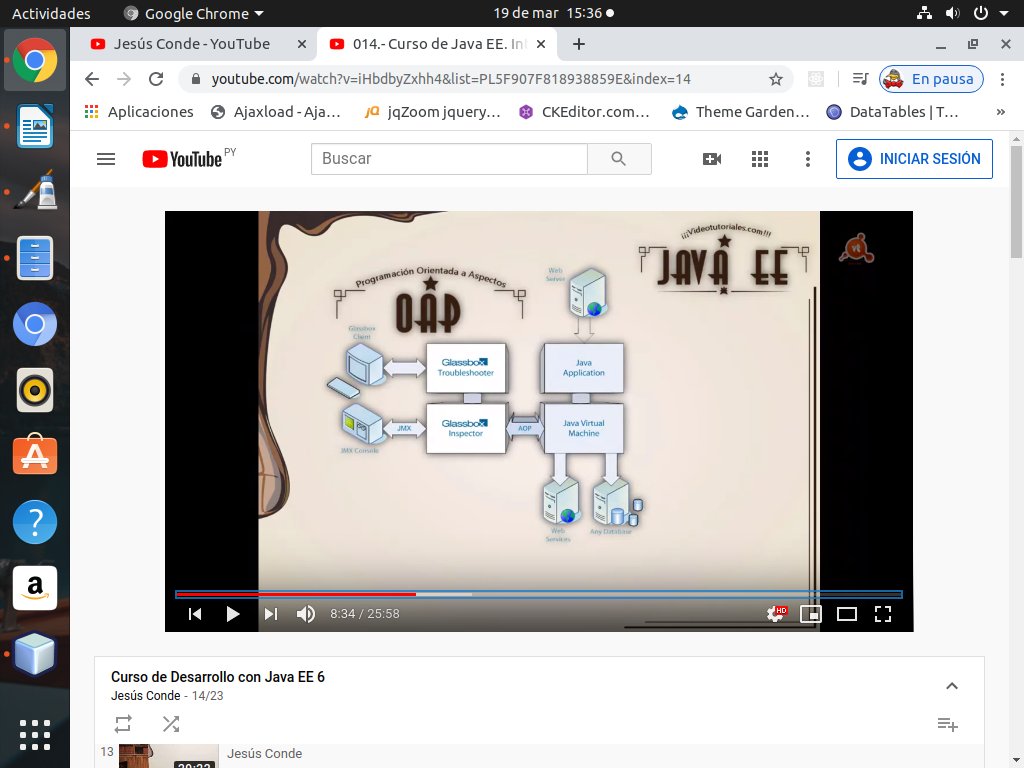 Actividades
Google Chrome
19 de mar 15:36
Jesús Conde - YouTube
014.- Curso de Java EE. Int
youtube.com/watch?v=iHbdbyZxhh4&list=PL5F907F818938859E&index=14
En pausa
Aplicaciones
Ajaxload - Aja...
jqZoom jquery...
CKEditor.com...
Theme Garden...
DataTables | T...
YouTube PY
Buscar
INICIAR SESIÓN
¡¡¡Videotutoriales.com!!!
JAVA EE
vt
Programación Orientada a Aspectos
OAP
Web
Server
Glassbox
Client
Glassbox
Troubleshooter
Java
Application
JMX Console
JMX
Glassbox
Inspector
AOP
Java Virtual
Machine
Web
Services
Any Database
8:34 / 25:58
HD
Curso de Desarrollo con Java EE 6
Jesús Conde - 14/23
13
Jesús Conde